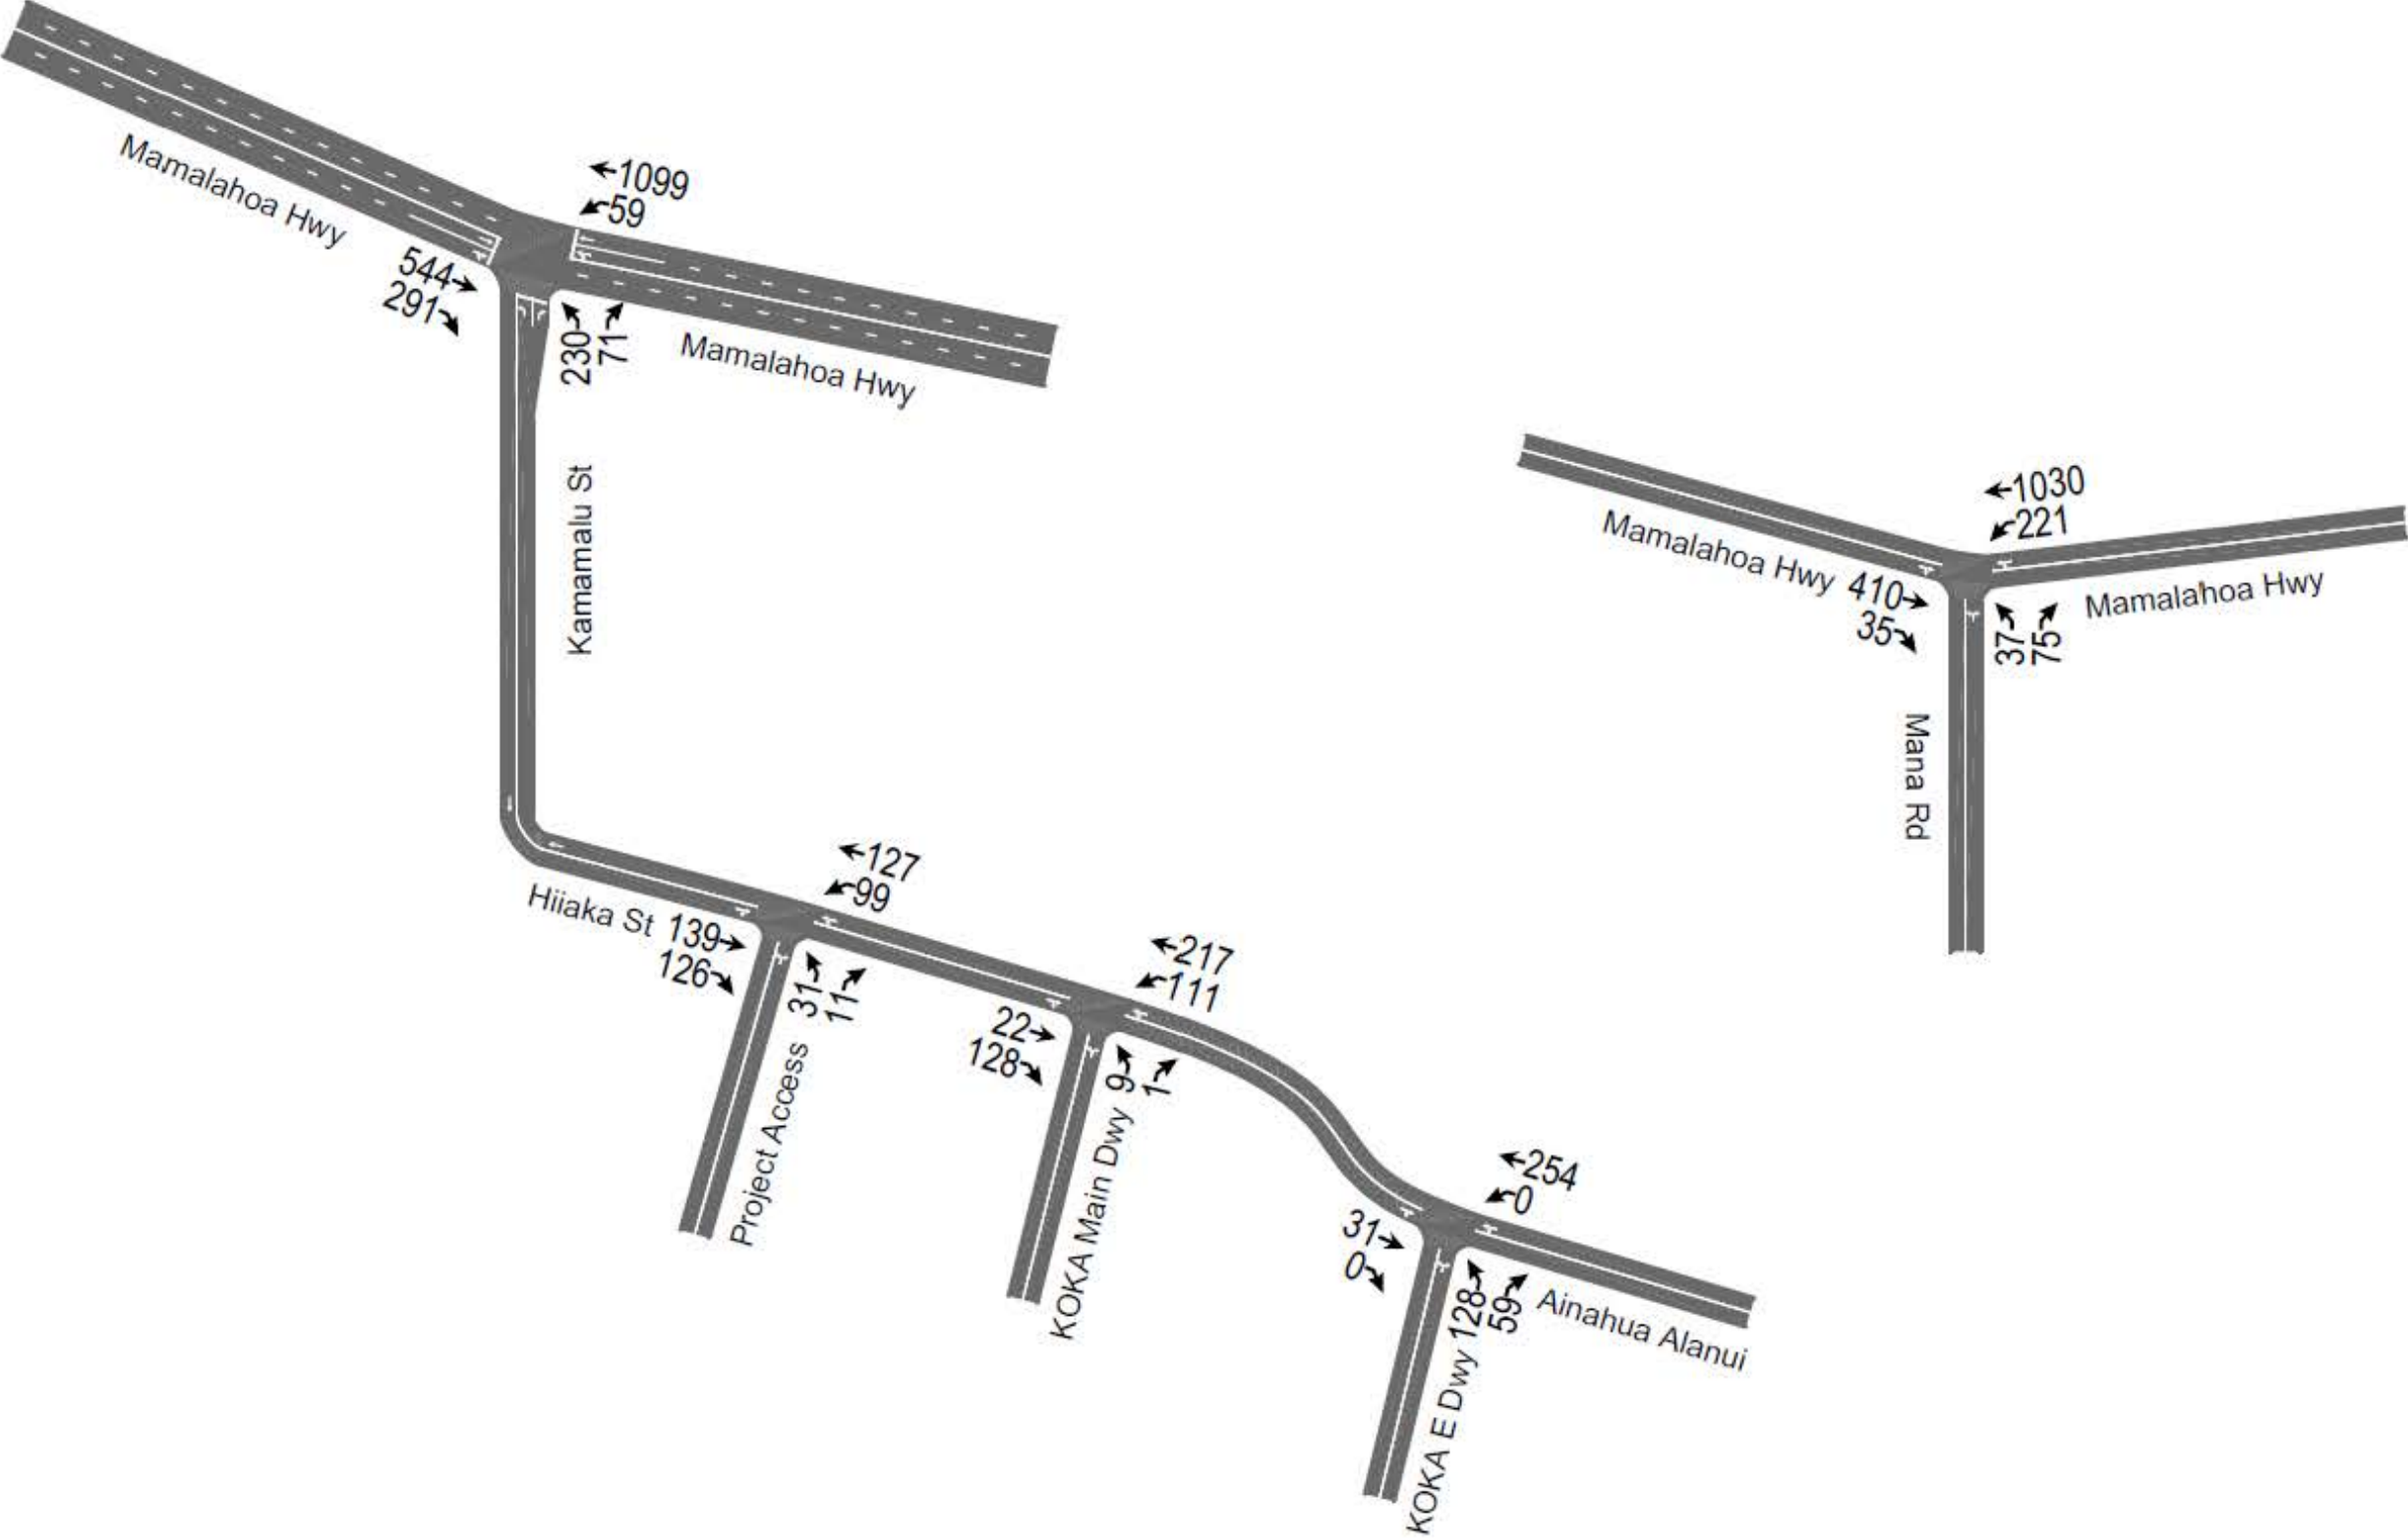 Mamalahoa Hwy
1099
59
544
291
230
71
Mamalahoa Hwy
Kamamalu St
Mamalahoa Hwy
1030
221
410
35
37
75
Mamalahoa Hwy
Mana Rd
Hiiaka St
127
99
139
126
31
11
Project Access
217
111
22
128
9
1
KOKA Main Dwy
254
0
31
0
128
59
KOKA E Dwy
Ainahua Alanui